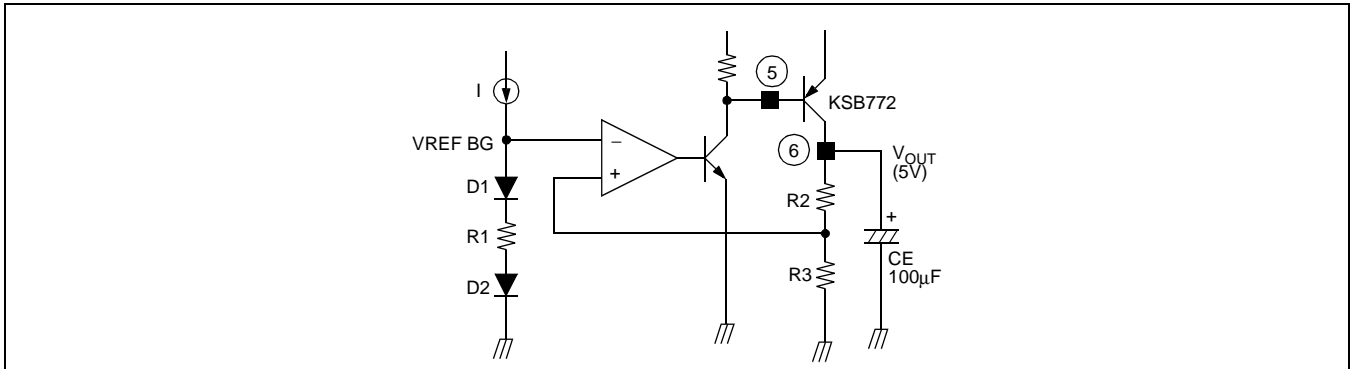 I
VREF BG
D1
R1
D2
−
+
5
KSB772
6
VOUT
(5V)
R2
R3
+
CE
100μF